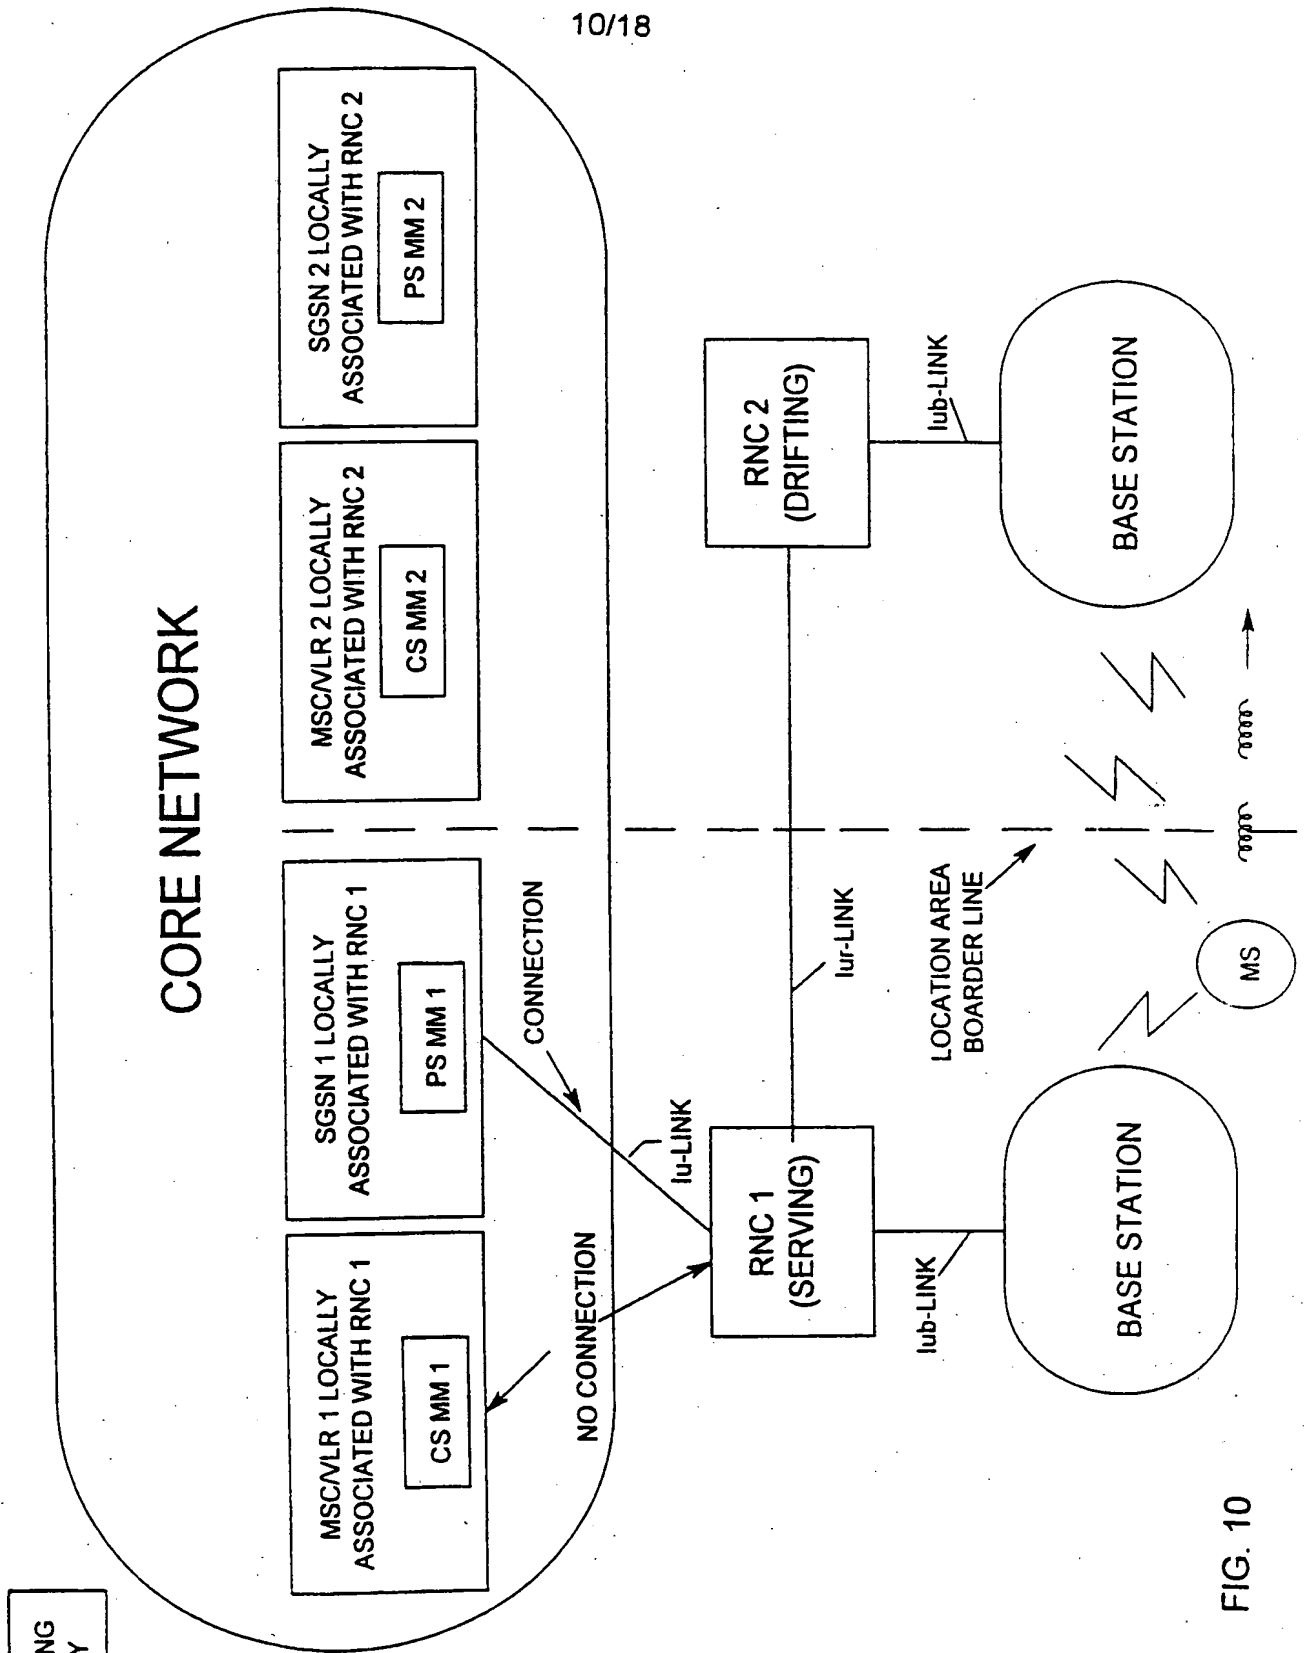 10/18
NG
Y
CORE NETWORK
MSC/VLR 1 LOCALLY
ASSOCIATED WITH RNC 1
CS MM 1
SGSN 1 LOCALLY
ASSOCIATED WITH RNC 1
PS MM 1
MSC/VLR 2 LOCALLY
ASSOCIATED WITH RNC 2
CS MM 2
SGSN 2 LOCALLY
ASSOCIATED WITH RNC 2
PS MM 2
NO CONNECTION
CONNECTION
Iu-LINK
RNC 1
(SERVING)
RNC 2
(DRIFTING)
Iur-LINK
Iub-LINK
Iub-LINK
LOCATION AREA
BOARDER LINE
BASE STATION
BASE STATION
MS
FIG. 10